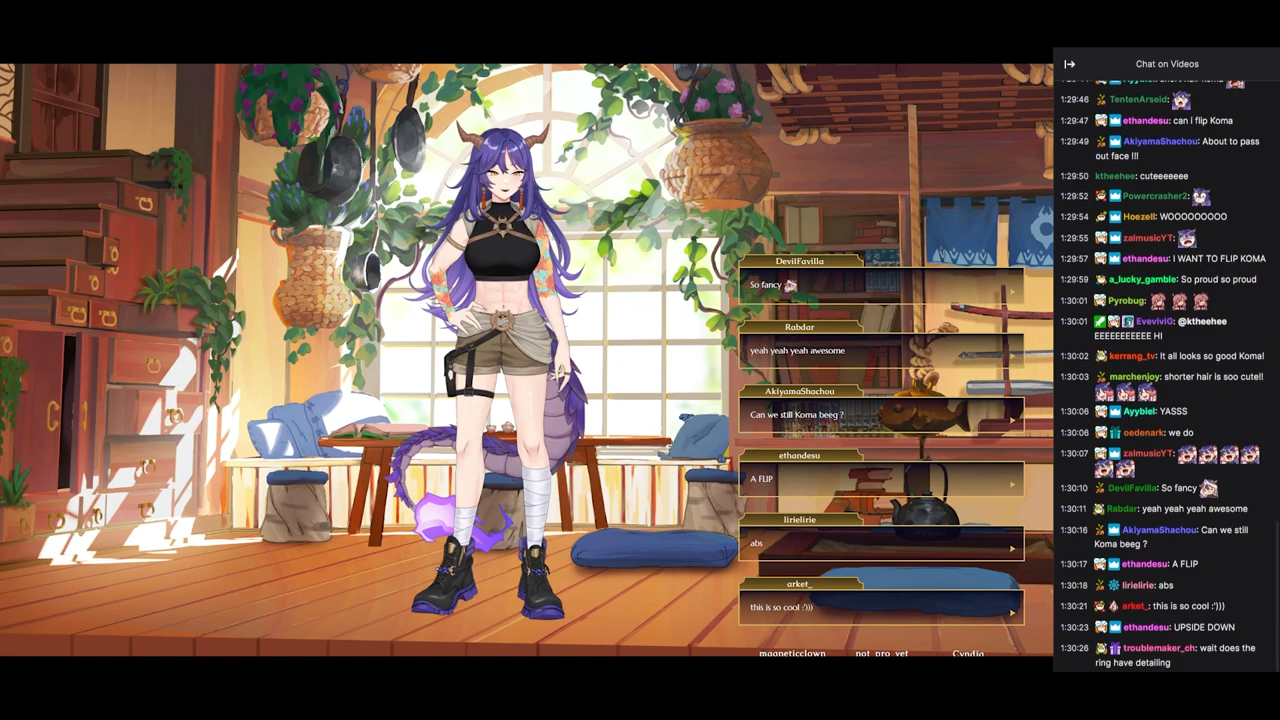 DevilFavilla
So fancy
Rabdar
yeah yeah yeah awesome
AkiyamaShachou
Can we still Koma beeg ?
ethandesu
A FLIP
lirielirie
abs
arket_
this is so cool :')))
magneticclown not_pro_yet Cyndia
Chat on Videos
1:29:46 TentenArseid:
1:29:47 ethandesu: can i flip Koma
1:29:49 AkiyamaShachou: About to pass
out face !!!
1:29:50 ktheehee: cuteeeeeee
1:29:52 Powercrasher2:
1:29:54 Hoezell: WOOOOOOOOO
1:29:55 zalmusicYT:
1:29:57 ethandesu: I WANT TO FLIP KOMA
1:29:59 a_lucky_gamble: So proud so proud
1:30:01 Pyrobug:
1:30:01 EveviviG: @ktheehee
EEEEEEEEEEE HI
1:30:02 kerrang_tv: It all looks so good Koma!
1:30:03 marchenjoy: shorter hair is soo cute!!
1:30:06 Ayybiel: YASSS
1:30:06 oedenark: we do
1:30:07 zalmusicYT:
1:30:10 DevilFavilla: So fancy
1:30:11 Rabdar: yeah yeah yeah awesome
1:30:16 AkiyamaShachou: Can we still
Koma beeg ?
1:30:17 ethandesu: A FLIP
1:30:18 lirielirie: abs
1:30:21 arket_: this is so cool :')))
1:30:23 ethandesu: UPSIDE DOWN
1:30:26 troublemaker_ch: wait does the
ring have detailing